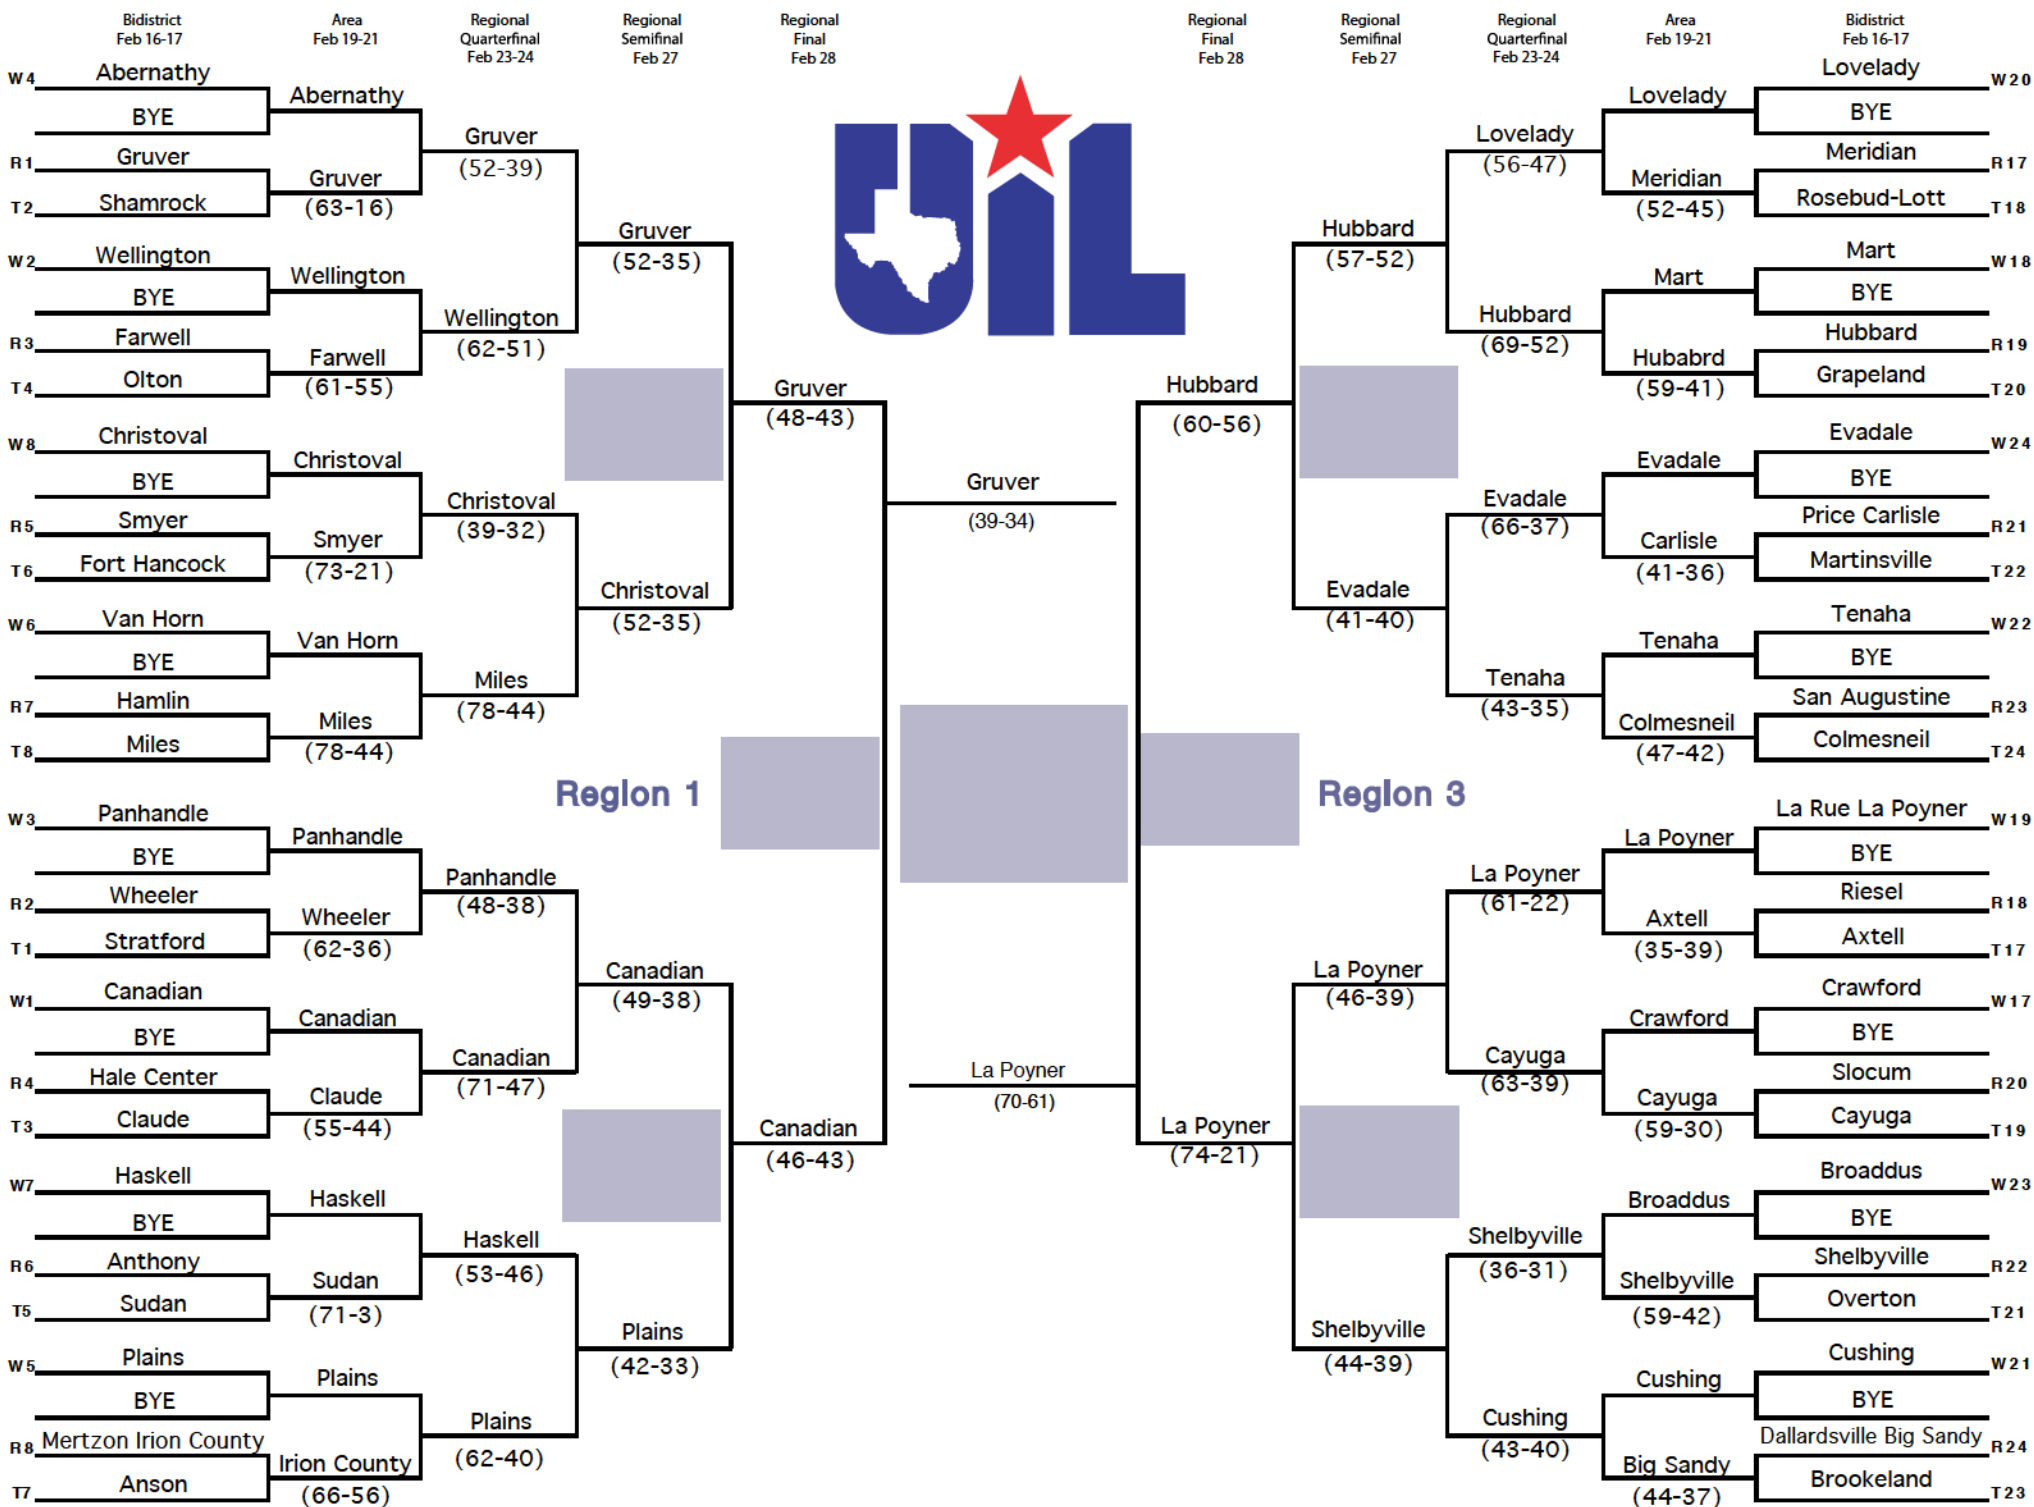 Bidistrict
Feb 16-17
Area
Feb 19-21
Regional
Quarterfinal
Feb 23-24
Regional
Semifinal
Feb 27
Regional
Final
Feb 28
Regional
Final
Feb 28
Regional
Semifinal
Feb 27
Regional
Quarterfinal
Feb 23-24
Area
Feb 19-21
Bidistrict
Feb 16-17
UIL
W4 Abernathy
BYE
R1 Gruver
T2 Shamrock
W2 Wellington
BYE
R3 Farwell
T4 Olton
W8 Christoval
BYE
R5 Smyer
T6 Fort Hancock
W6 Van Horn
BYE
R7 Hamlin
T8 Miles
W3 Panhandle
BYE
R2 Wheeler
T1 Stratford
W1 Canadian
BYE
R4 Hale Center
T3 Claude
W7 Haskell
BYE
R6 Anthony
T5 Sudan
W5 Plains
BYE
R8 Mertzon Irion County
T7 Anson
Abernathy
Gruver
(63-16)
Wellington
Farwell
(61-55)
Christoval
Smyer
(73-21)
Van Horn
Miles
(78-44)
Panhandle
Wheeler
(62-36)
Canadian
Claude
(55-44)
Haskell
Sudan
(71-3)
Plains
Irion County
(66-56)
Gruver
(52-39)
Wellington
(62-51)
Christoval
(39-32)
Miles
(78-44)
Panhandle
(48-38)
Canadian
(71-47)
Haskell
(53-46)
Plains
(62-40)
Gruver
(52-35)
Christoval
(52-35)
Canadian
(49-38)
Plains
(42-33)
Region 1
Gruver
(48-43)
Canadian
(46-43)
Gruver
(39-34)
La Poyner
(70-61)
Hubbard
(60-56)
La Poyner
(74-21)
Region 3
Hubbard
(57-52)
Evadale
(41-40)
La Poyner
(46-39)
Shelbyville
(44-39)
Lovelady
(56-47)
Hubbard
(69-52)
Evadale
(66-37)
Tenaha
(43-35)
La Poyner
(61-22)
Cayuga
(63-39)
Shelbyville
(36-31)
Cushing
(43-40)
Lovelady
Meridian
(52-45)
Mart
Hubabrd
(59-41)
Evadale
Carlisle
(41-36)
Tenaha
Colmesneil
(47-42)
La Poyner
Axtell
(35-39)
Crawford
Cayuga
(59-30)
Broaddus
Shelbyville
(59-42)
Cushing
Big Sandy
(44-37)
Lovelady W20
BYE
Meridian R17
Rosebud-Lott T18
Mart W18
BYE
Hubbard R19
Grapeland T20
Evadale W24
BYE
Price Carlisle R21
Martinsville T22
Tenaha W22
BYE
San Augustine R23
Colmesneil T24
La Rue La Poyner W19
BYE
Riesel R18
Axtell T17
Crawford W17
BYE
Slocum R20
Cayuga T19
Broaddus W23
BYE
Shelbyville R22
Overton T21
Cushing W21
BYE
Dallardsville Big Sandy R24
Brookeland T23